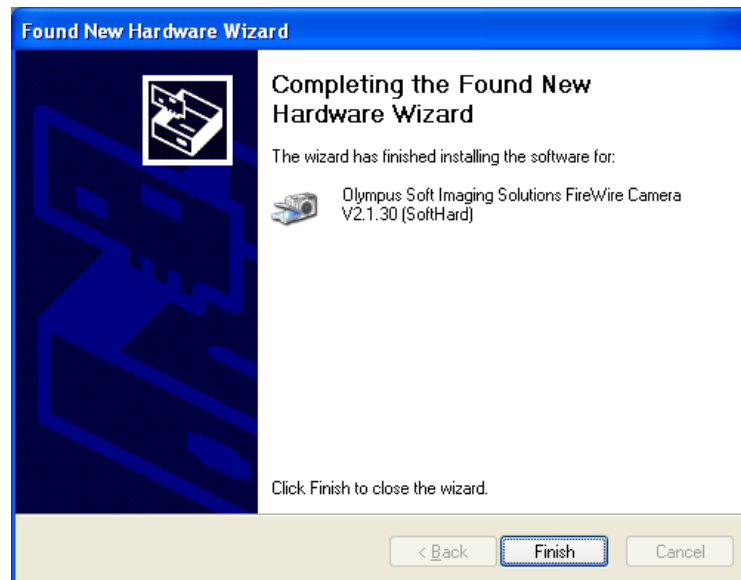 Found New Hardware Wizard
Completing the Found New
Hardware Wizard
The wizard has finished installing the software for:
Olympus Soft Imaging Solutions FireWire Camera
V2.1.30 (SoftHard)
Click Finish to close the wizard.
< Back Finish Cancel